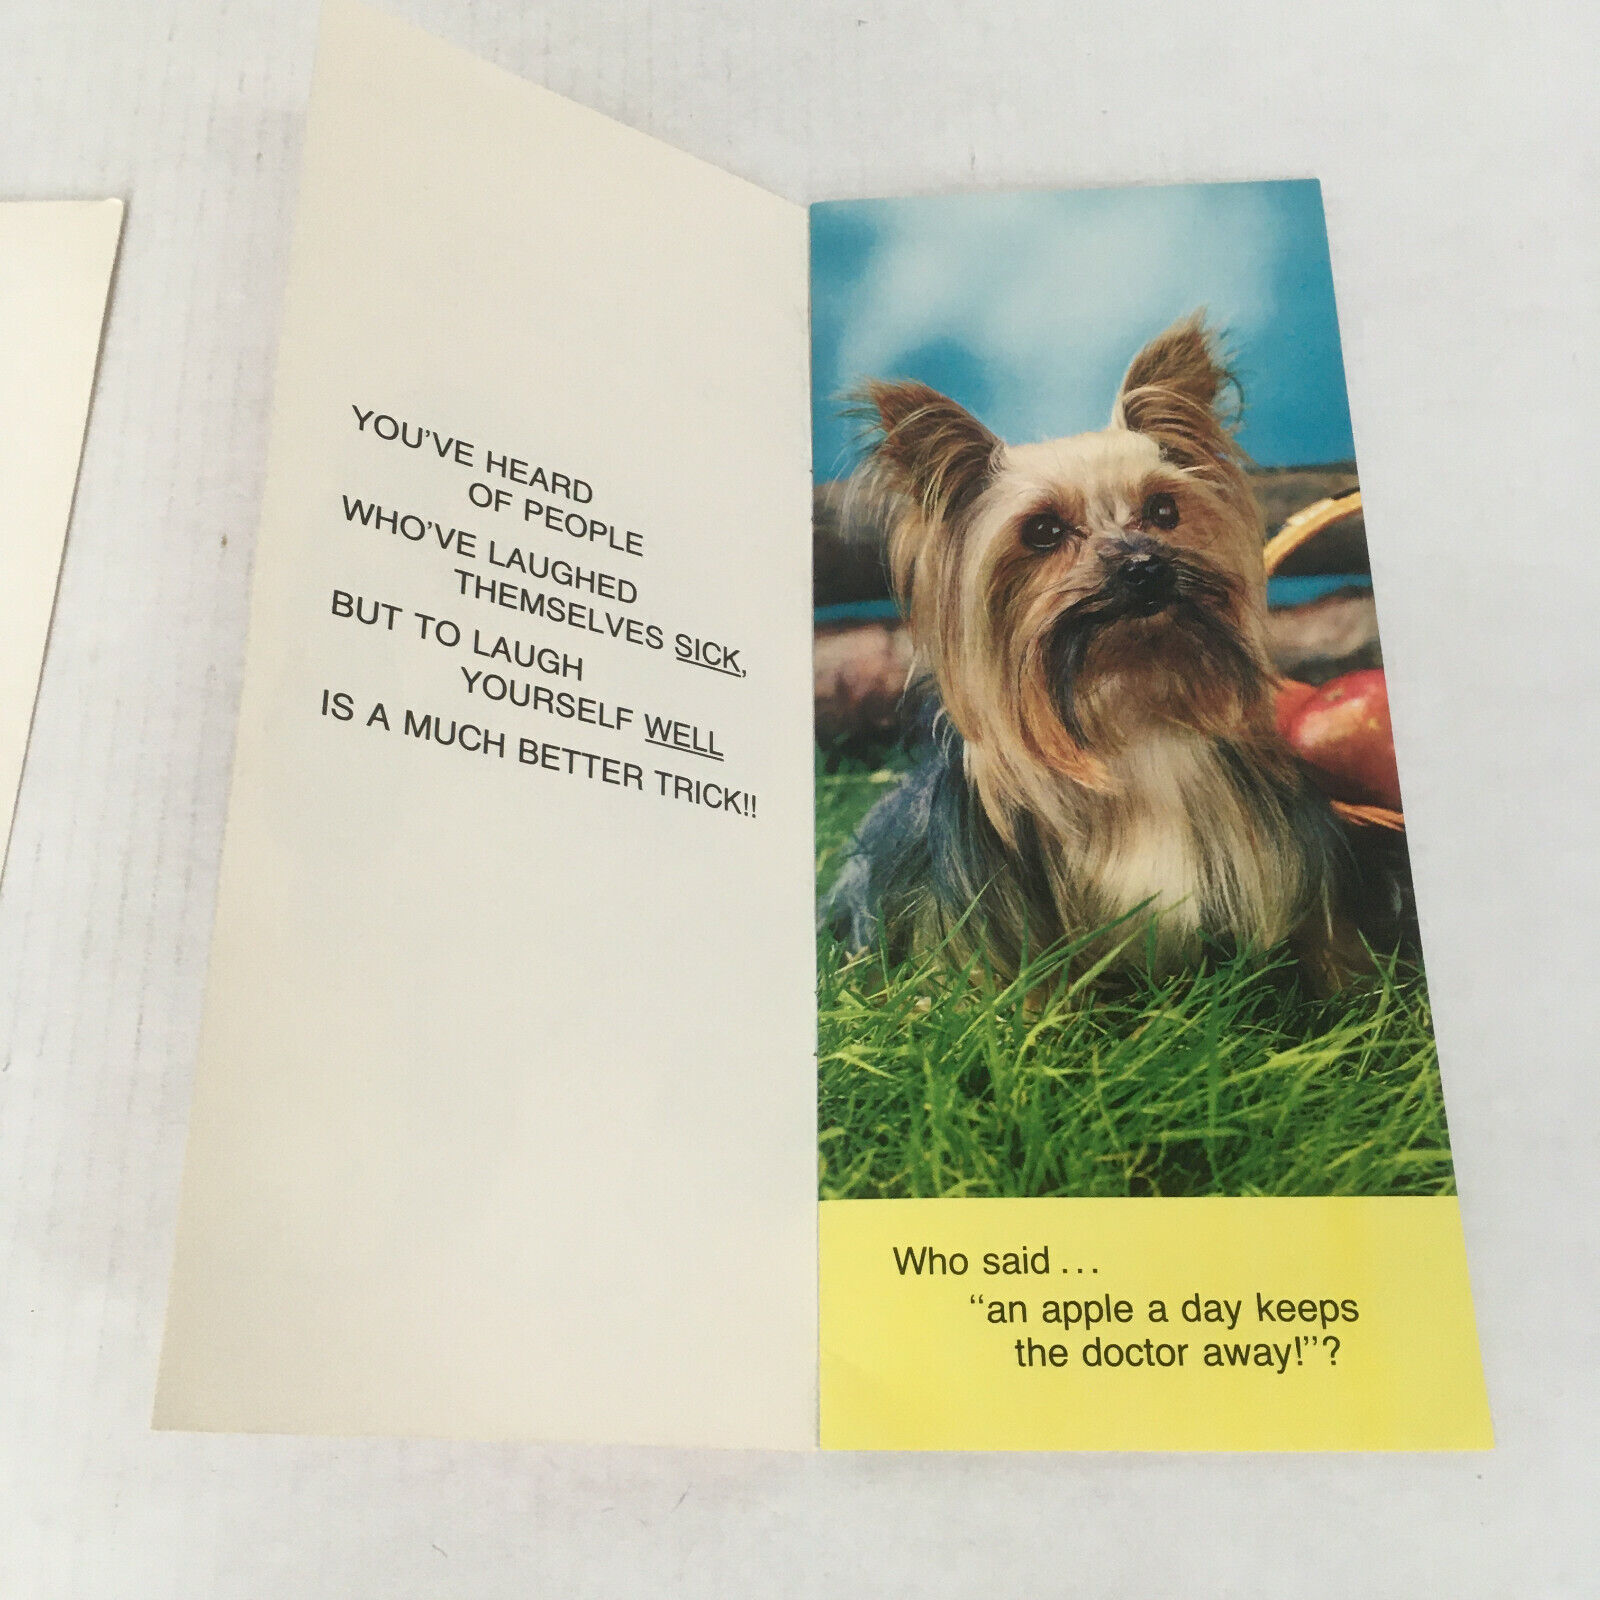 YOU'VE HEARD
OF PEOPLE
WHO'VE LAUGHED
THEMSELVES SICK,
BUT TO LAUGH
YOURSELF WELL
IS A MUCH BETTER TRICK!!
Who said ...
“an apple a day keeps
the doctor away!”?